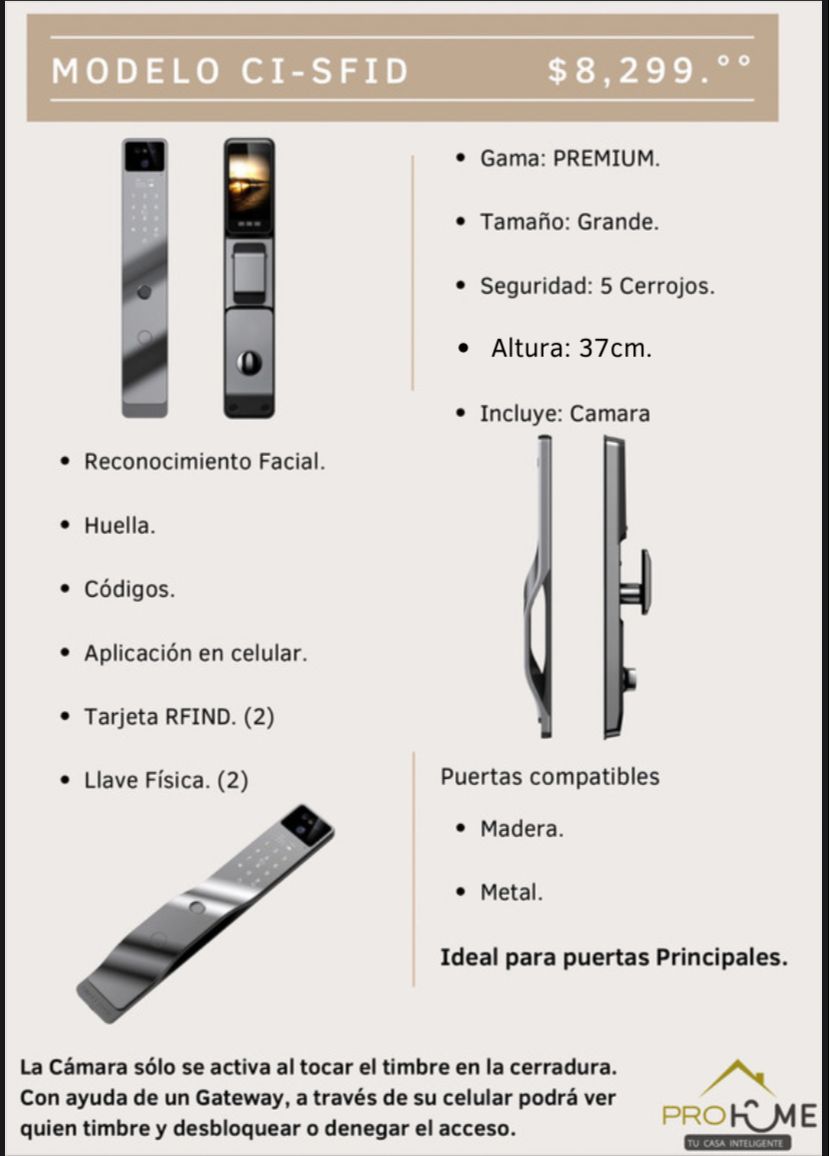 MODELO CI-SFID
$8,299.°°
• Gama: PREMIUM.
• Tamaño: Grande.
• Seguridad: 5 Cerrojos.
• Altura: 37cm.
• Incluye: Camara
• Reconocimiento Facial.
• Huella.
• Códigos.
• Aplicación en celular.
• Tarjeta RFIND. (2)
• Llave Física. (2)
Puertas compatibles
• Madera.
• Metal.
Ideal para puertas Principales.
La Cámara sólo se activa al tocar el timbre en la cerradura.
Con ayuda de un Gateway, a través de su celular podrá ver
quien timbre y desbloquear o denegar el acceso.
PROHOME
TU CASA INTELIGENTE